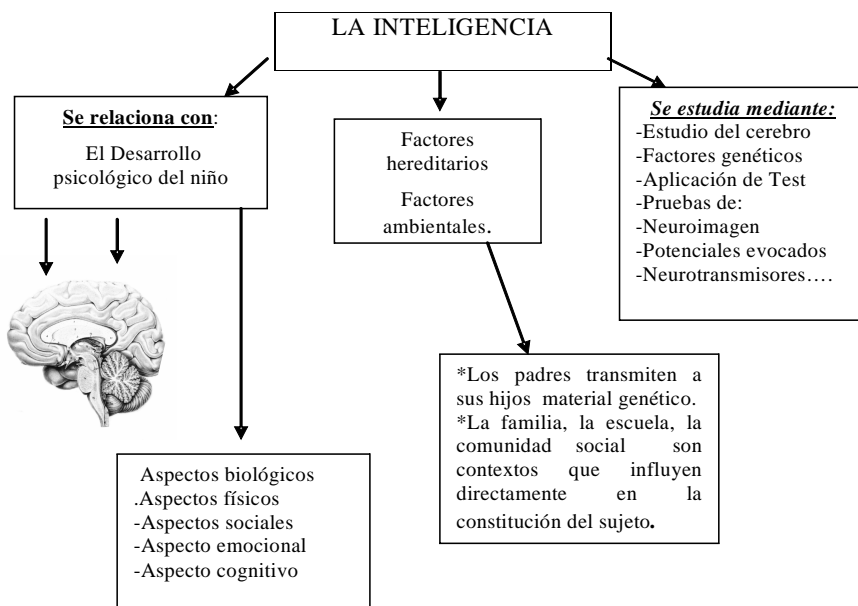 LA INTELIGENCIA
Se relaciona con:
El Desarrollo
psicológico del niño
Factores
hereditarios
Factores
ambientales.
Se estudia mediante:
-Estudio del cerebro
-Factores genéticos
-Aplicación de Test
-Pruebas de:
-Neuroimagen
-Potenciales evocados
-Neurotransmisores….
*Los padres transmiten a
sus hijos material genético.
*La familia, la escuela, la
comunidad social son
contextos que influyen
directamente en la
constitución del sujeto.
Aspectos biológicos
.Aspectos físicos
-Aspectos sociales
-Aspecto emocional
-Aspecto cognitivo